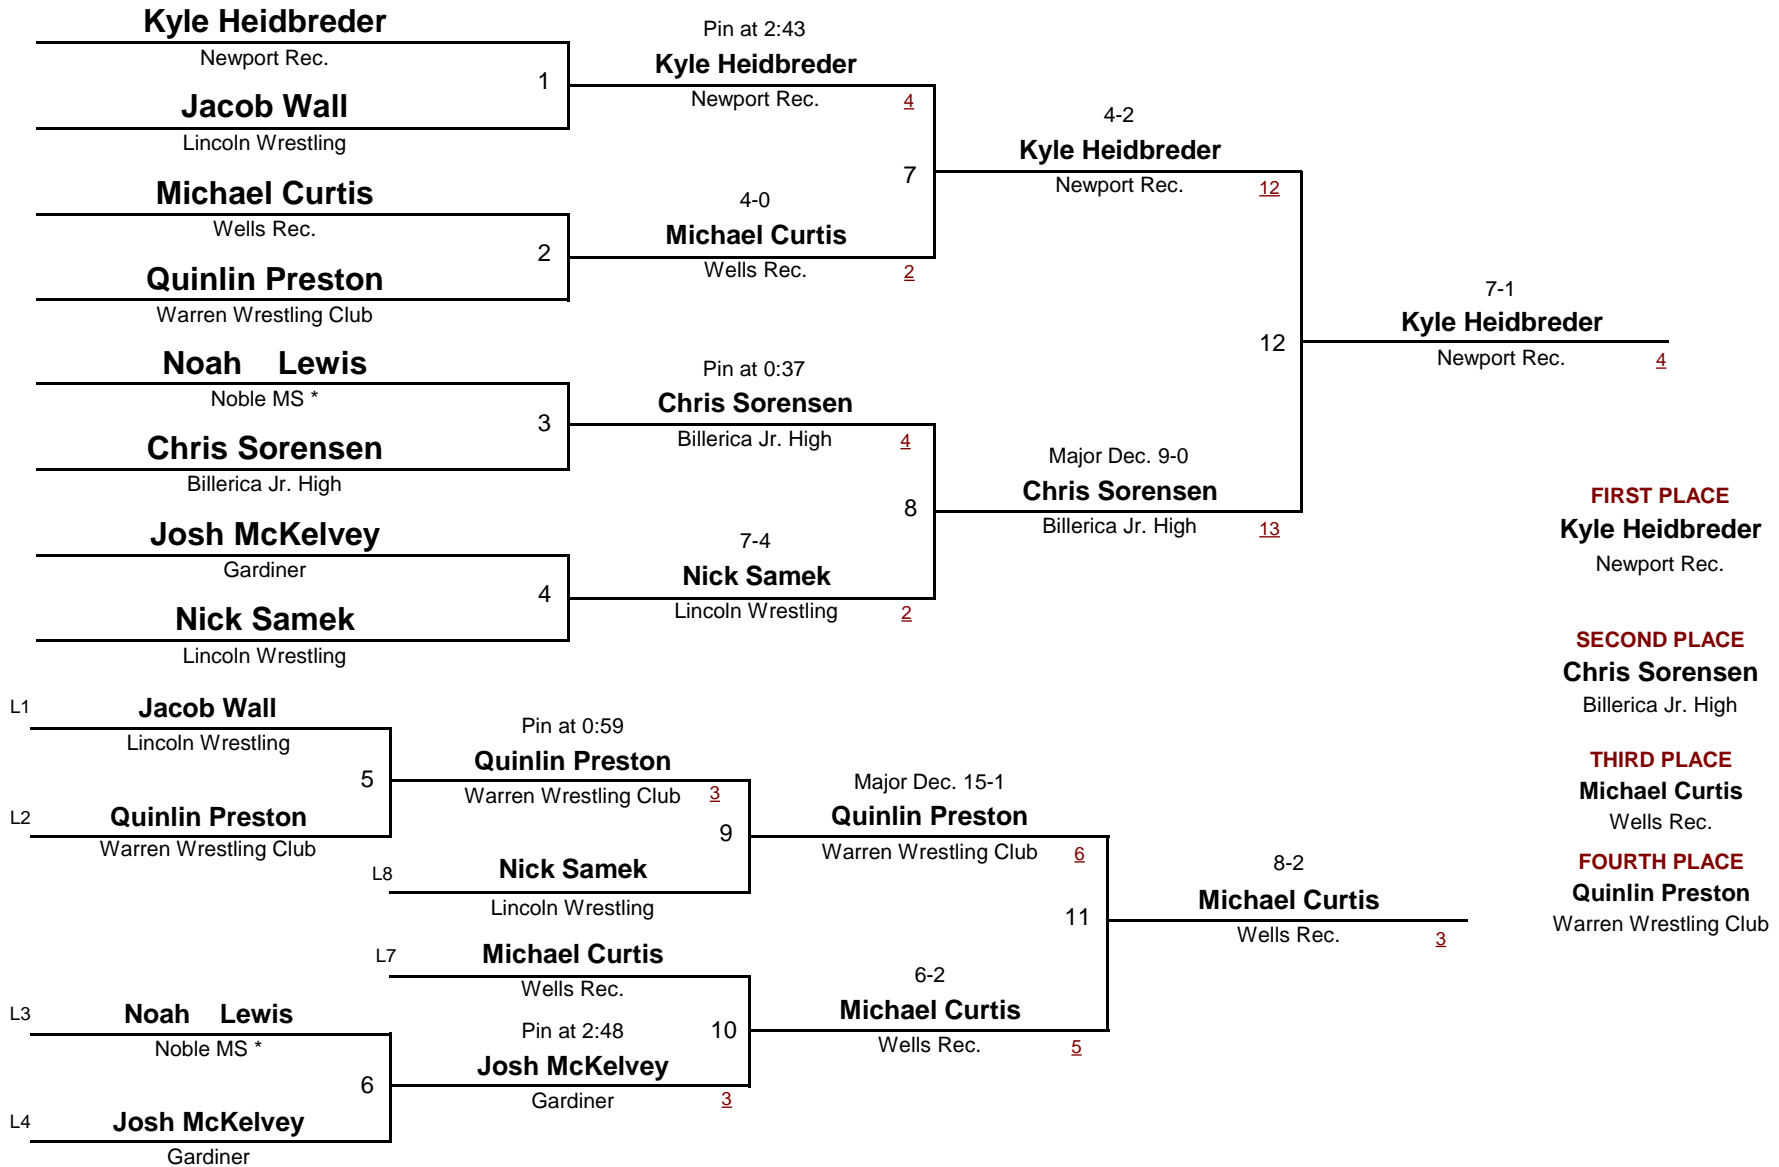 Kyle Heidbreder
Newport Rec.
1
Jacob Wall
Lincoln Wrestling
Michael Curtis
Wells Rec.
2
Quinlin Preston
Warren Wrestling Club
Noah Lewis
Noble MS *
3
Chris Sorensen
Billerica Jr. High
Josh McKelvey
Gardiner
4
Nick Samek
Lincoln Wrestling
Pin at 2:43
Kyle Heidbreder
Newport Rec. 4
7
4-0
Michael Curtis
Wells Rec. 2
Pin at 0:37
Chris Sorensen
Billerica Jr. High 4
8
7-4
Nick Samek
Lincoln Wrestling 2
4-2
Kyle Heidbreder
Newport Rec. 12
12
Major Dec. 9-0
Chris Sorensen
Billerica Jr. High 13
7-1
Kyle Heidbreder
Newport Rec. 4
FIRST PLACE
Kyle Heidbreder
Newport Rec.
SECOND PLACE
Chris Sorensen
Billerica Jr. High
THIRD PLACE
Michael Curtis
Wells Rec.
FOURTH PLACE
Quinlin Preston
Warren Wrestling Club
L1 Jacob Wall
Lincoln Wrestling
5
L2 Quinlin Preston
Warren Wrestling Club
L3 Noah Lewis
Noble MS *
6
L4 Josh McKelvey
Gardiner
Pin at 0:59
Quinlin Preston
Warren Wrestling Club 3
9
L8 Nick Samek
Lincoln Wrestling
L7 Michael Curtis
Wells Rec.
10
Pin at 2:48
Josh McKelvey
Gardiner 3
Major Dec. 15-1
Quinlin Preston
Warren Wrestling Club 6
11
6-2
Michael Curtis
Wells Rec. 5
8-2
Michael Curtis
Wells Rec. 3